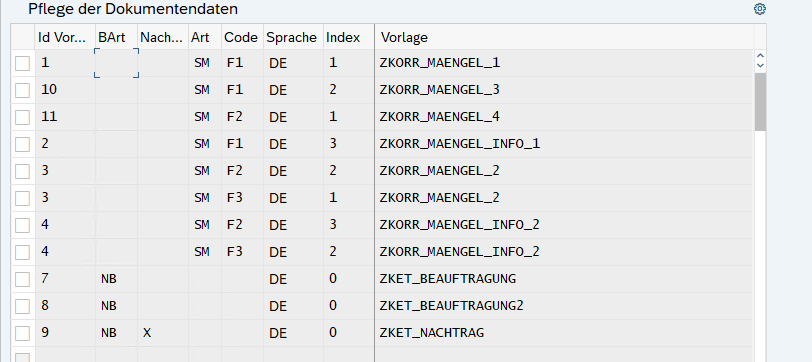 Pflege der Dokumentendaten
Id Vor... BArt Nach... Art Code Sprache Index Vorlage
1 SM F1 DE 1 ZKORR_MAENGEL_1
10 SM F1 DE 2 ZKORR_MAENGEL_3
11 SM F2 DE 1 ZKORR_MAENGEL_4
2 SM F1 DE 3 ZKORR_MAENGEL_INFO_1
3 SM F2 DE 2 ZKORR_MAENGEL_2
3 SM F3 DE 1 ZKORR_MAENGEL_2
4 SM F2 DE 3 ZKORR_MAENGEL_INFO_2
4 SM F3 DE 2 ZKORR_MAENGEL_INFO_2
7 NB DE 0 ZKET_BEAUFTRAGUNG
8 NB DE 0 ZKET_BEAUFTRAGUNG2
9 NB X DE 0 ZKET_NACHTRAG